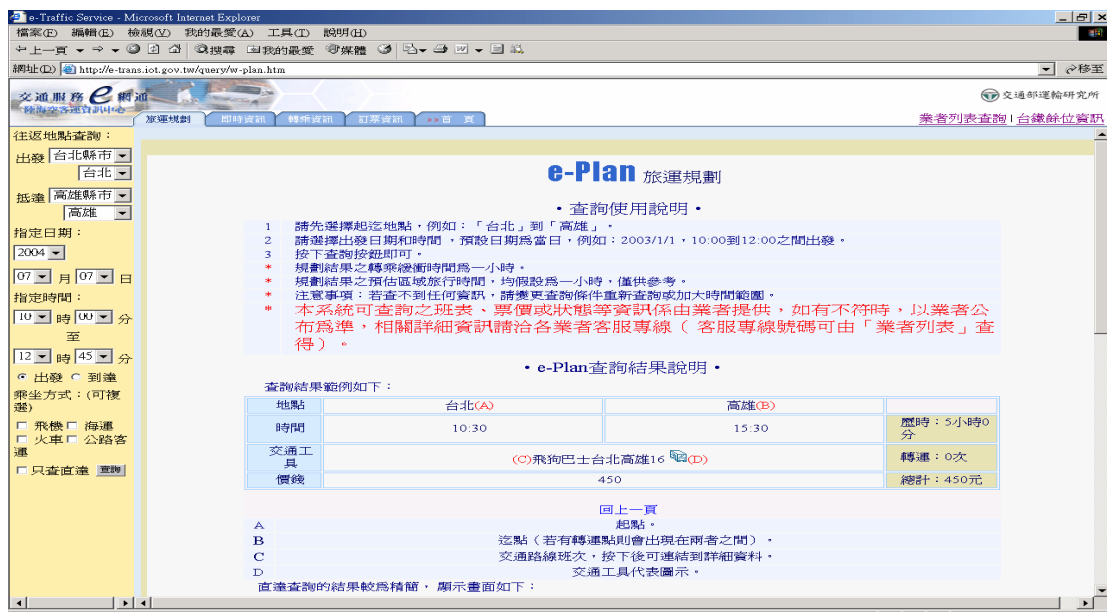 e-Traffic Service - Microsoft Internet Explorer
檔案(F) 編輯(E) 檢視(V) 我的最愛(A) 工具(T) 說明(H)
上一頁 搜尋 我的最愛 媒體
網址(D) http://e-trans.iot.gov.tw/query/w-plan.htm 移至
交通服務e網通
陸海空客運資訊中心
交通部運輸研究所
旅運規劃 即時資訊 轉乘資訊 訂票資訊 »首 頁
業者列表查詢 | 台鐵餘位資訊
往返地點查詢：
出發 台北縣市
台北
抵達 高雄縣市
高雄
指定日期：
2004
07 月 07 日
指定時間：
10 時 00 分
至
12 時 45 分
出發 到達
乘坐方式：(可複
選)
飛機 海運
火車 公路客
運
只查直達 查詢
e-Plan 旅運規劃
•查詢使用說明•
1 請先選擇起迄地點，例如：「台北」到「高雄」。
2 請選擇出發日期和時間，預設日期為當日，例如：2003/1/1，10:00到12:00之間出發。
3 按下查詢按鈕即可。
* 規劃結果之轉乘緩衝時間為一小時。
* 規劃結果之預估區域旅行時間，均假設為一小時，僅供參考。
* 注意事項：若查不到任何資訊，請變更查詢條件重新查詢或加大時間範圍。
* 本系統可查詢之班表、票價或狀態等資訊係由業者提供，如有不符時，以業者公
布為準，相關詳細資訊請洽各業者客服專線（ 客服專線號碼可由「業者列表」查
得）。
•e-Plan查詢結果說明•
查詢結果範例如下：
地點 台北(A) 高雄(B)
時間 10:30 15:30 歷時：5小時0
分
交通工
具 (C)飛狗巴士台北高雄16 (D) 轉運：0次
價錢 450 總計：450元
回上一頁
A 起點。
B 迄點（若有轉運點則會出現在兩者之間）。
C 交通路線班次，按下後可連結到詳細資料。
D 交通工具代表圖示。
直達查詢的結果較為精簡， 顯示畫面如下：